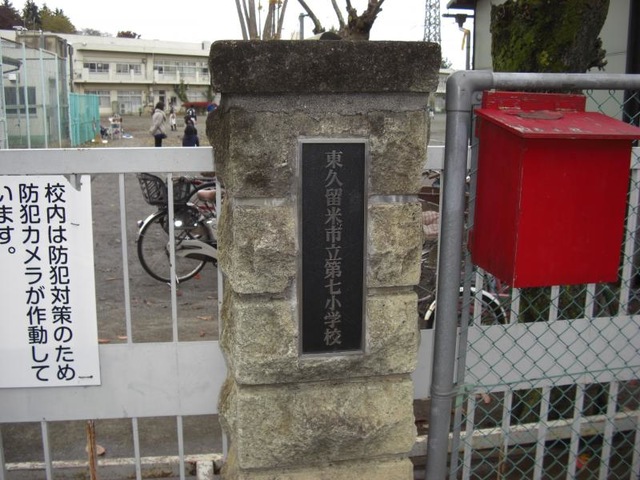 校内は防犯対策のため
防犯カメラが作動して
います。
東久留米市立第七小学校